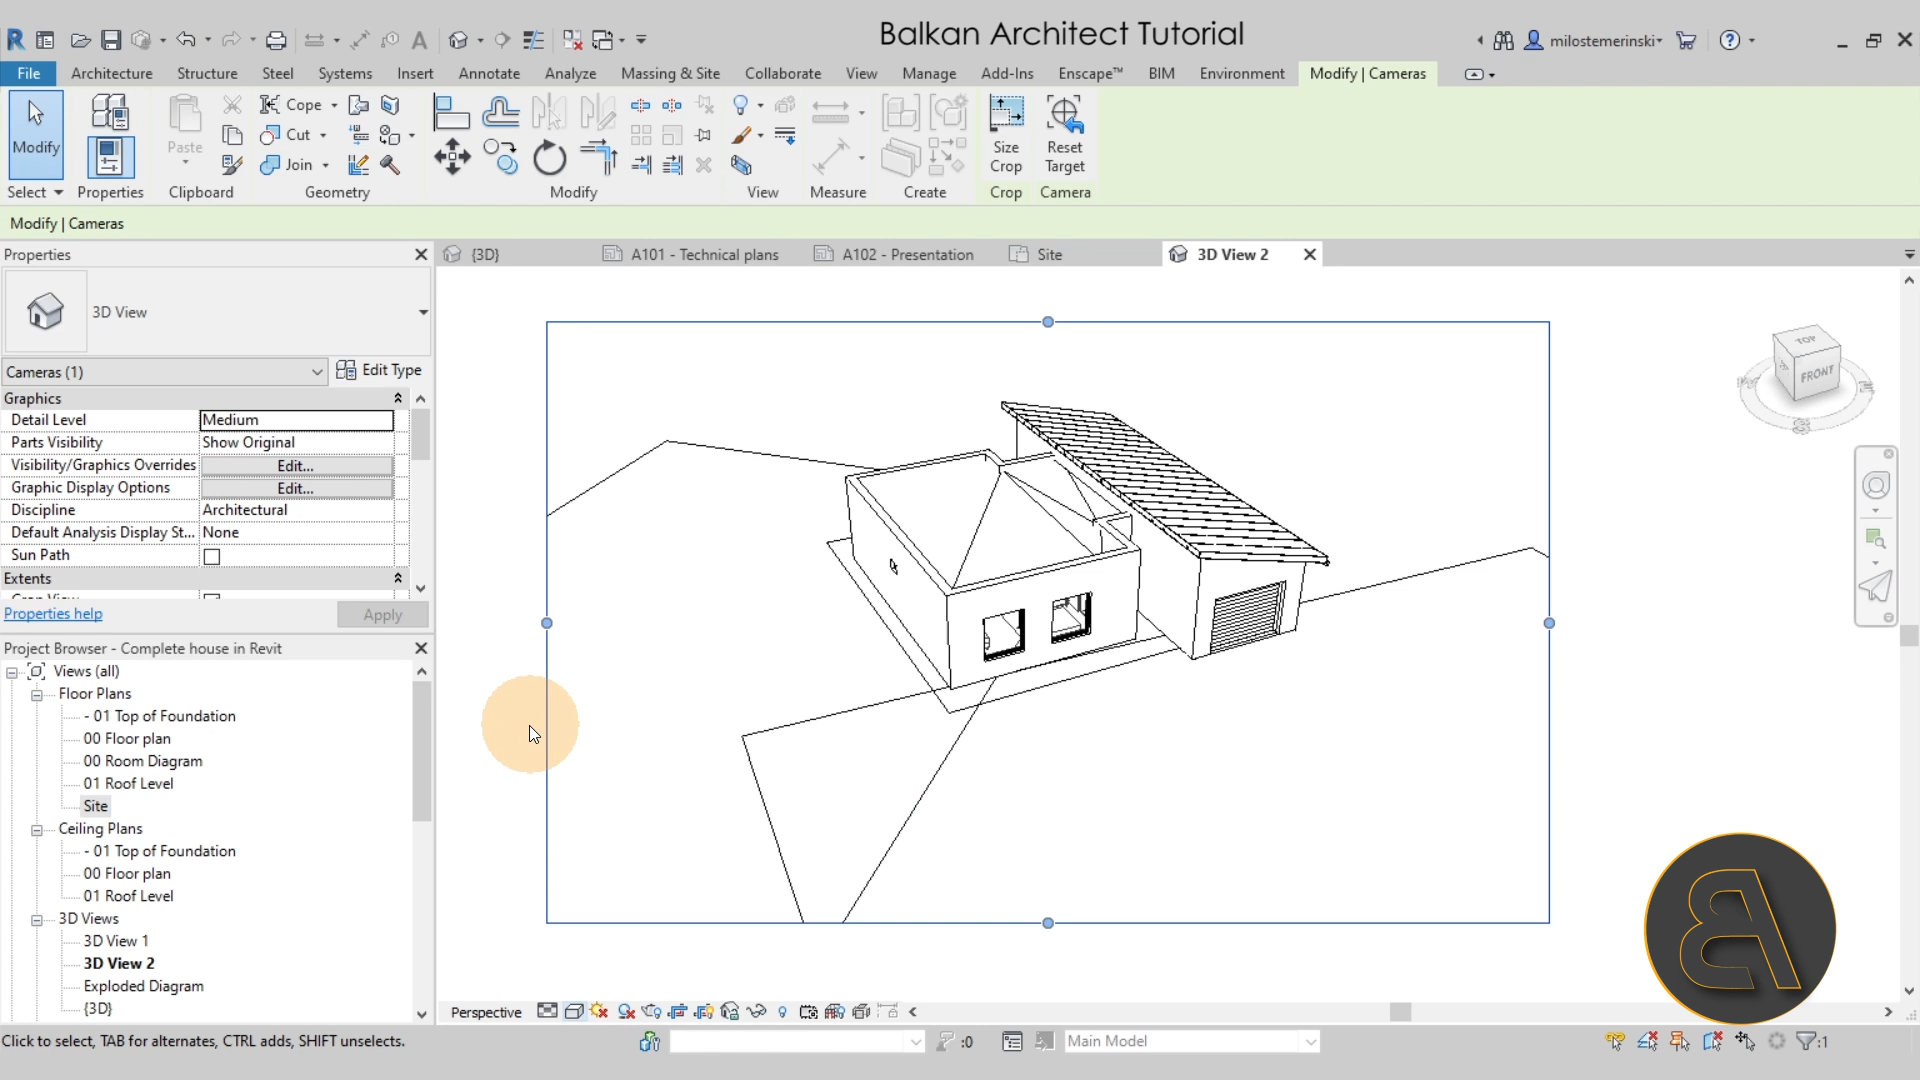 Balkan Architect Tutorial
milostemerinski
File
Architecture
Structure
Steel
Systems
Insert
Annotate
Analyze
Massing & Site
Collaborate
View
Manage
Add-Ins
Enscape™
BIM
Environment
Modify | Cameras
Modify
Paste
Cope
Cut
Join
Size
Crop
Reset
Target
Select
Properties
Clipboard
Geometry
Modify
View
Measure
Create
Crop
Camera
Modify | Cameras
Properties
{3D}
A101 - Technical plans
A102 - Presentation
Site
3D View 2
3D View
Cameras (1)
Edit Type
Graphics
Detail Level
Medium
Parts Visibility
Show Original
Visibility/Graphics Overrides
Edit...
Graphic Display Options
Edit...
Discipline
Architectural
Default Analysis Display St...
None
Sun Path
Extents
Properties help
Apply
Project Browser - Complete house in Revit
Views (all)
Floor Plans
- 01 Top of Foundation
00 Floor plan
00 Room Diagram
01 Roof Level
Site
Ceiling Plans
- 01 Top of Foundation
00 Floor plan
01 Roof Level
3D Views
3D View 1
3D View 2
Exploded Diagram
{3D}
TOP
FRONT
Perspective
Click to select, TAB for alternates, CTRL adds, SHIFT unselects.
:0
Main Model
:1